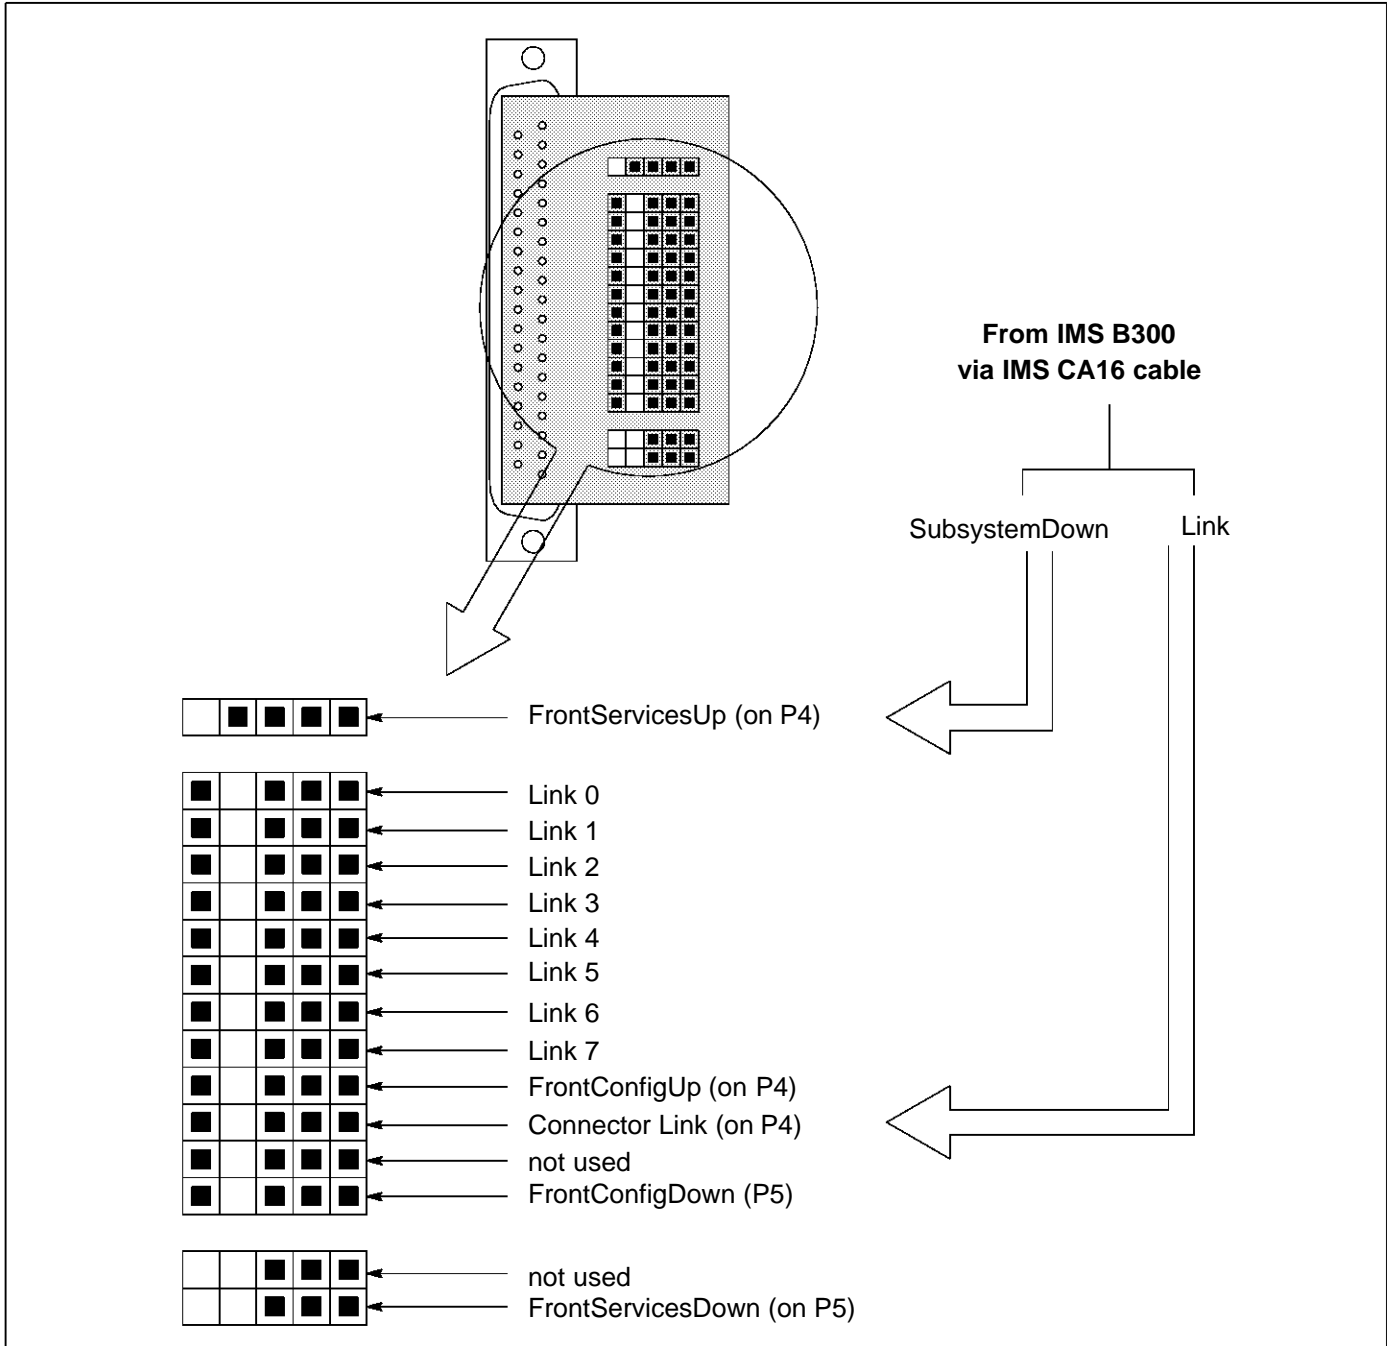 From IMS B300
via IMS CA16 cable
SubsystemDown
Link
FrontServicesUp (on P4)
Link 0
Link 1
Link 2
Link 3
Link 4
Link 5
Link 6
Link 7
FrontConfigUp (on P4)
Connector Link (on P4)
not used
FrontConfigDown (P5)
not used
FrontServicesDown (on P5)